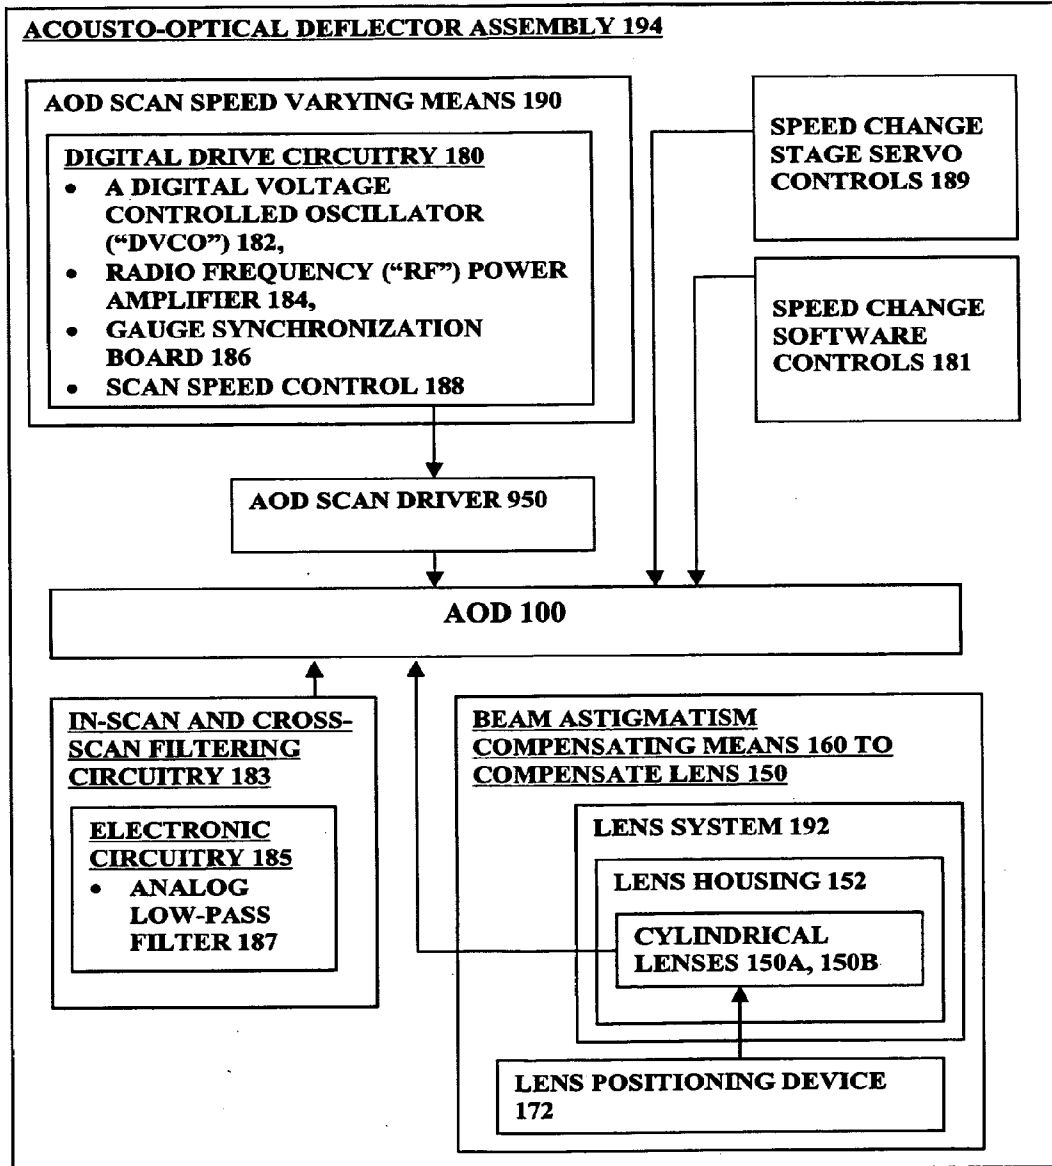 ACOUSTO-OPTICAL DEFLECTOR ASSEMBLY 194
AOD SCAN SPEED VARYING MEANS 190
DIGITAL DRIVE CIRCUITRY 180
• A DIGITAL VOLTAGE
CONTROLLED OSCILLATOR
("DVCO") 182,
• RADIO FREQUENCY ("RF") POWER
AMPLIFIER 184,
• GAUGE SYNCHRONIZATION
BOARD 186
• SCAN SPEED CONTROL 188
SPEED CHANGE
STAGE SERVO
CONTROLS 189
SPEED CHANGE
SOFTWARE
CONTROLS 181
AOD SCAN DRIVER 950
AOD 100
IN-SCAN AND CROSS-
SCAN FILTERING
CIRCUITRY 183
ELECTRONIC
CIRCUITRY 185
• ANALOG
LOW-PASS
FILTER 187
BEAM ASTIGMATISM
COMPENSATING MEANS 160 TO
COMPENSATE LENS 150
LENS SYSTEM 192
LENS HOUSING 152
CYLINDRICAL
LENSES 150A, 150B
LENS POSITIONING DEVICE
172